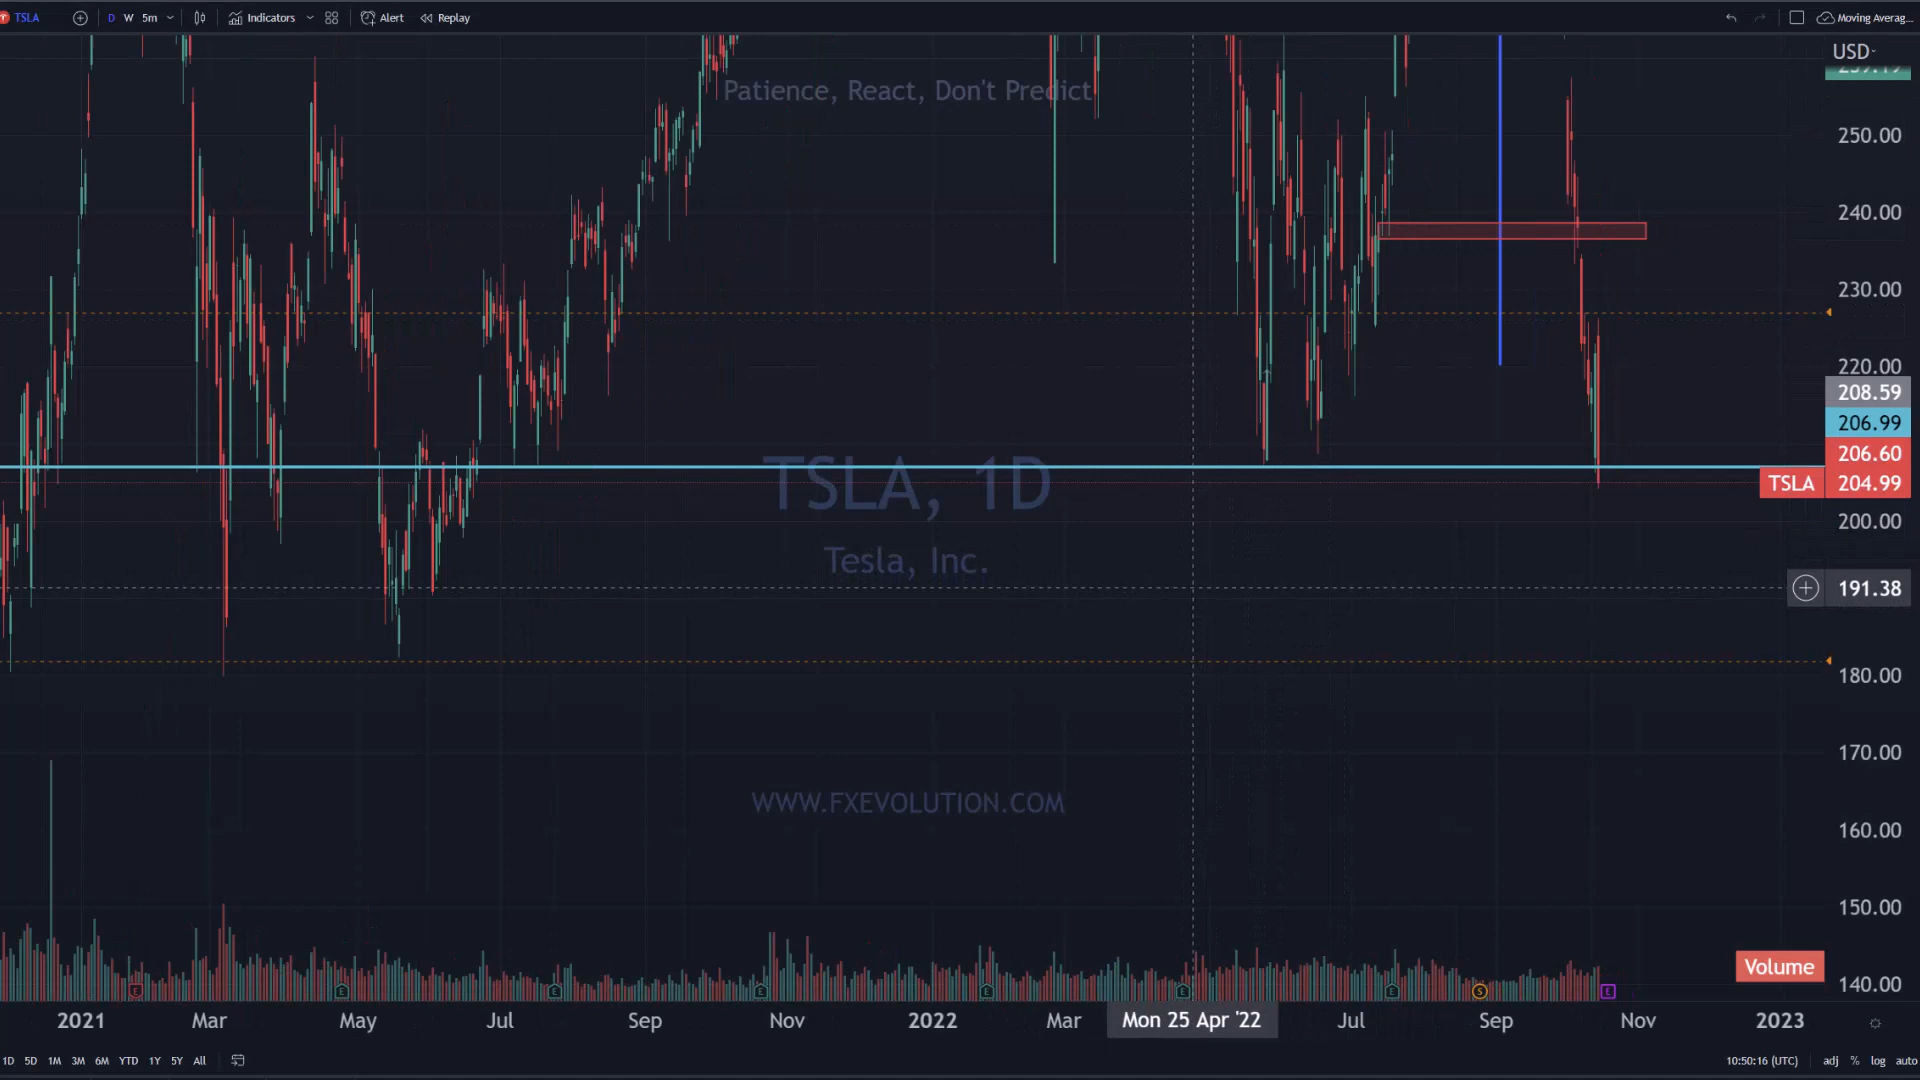 TSLA D W 5m Indicators Alert Replay Moving Averag...
Patience, React, Don't Predict
USD
239.19
250.00
240.00
230.00
220.00
208.59
206.99
206.60
TSLA 204.99
200.00
TSLA, 1D
Tesla, Inc.
191.38
180.00
170.00
WWW.FXEVOLUTION.COM
160.00
150.00
Volume
140.00
E E E E E E E S E
2021 Mar May Jul Sep Nov 2022 Mar Mon 25 Apr '22 Jul Sep Nov 2023
1D 5D 1M 3M 6M YTD 1Y 5Y All 10:50:16 (UTC) adj % log auto